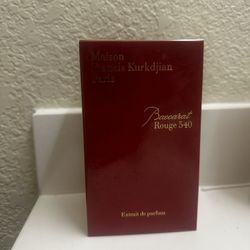 Maison
Francis Kurkdjian
Paris
Baccarat
Rouge 540
Extrait de parfum